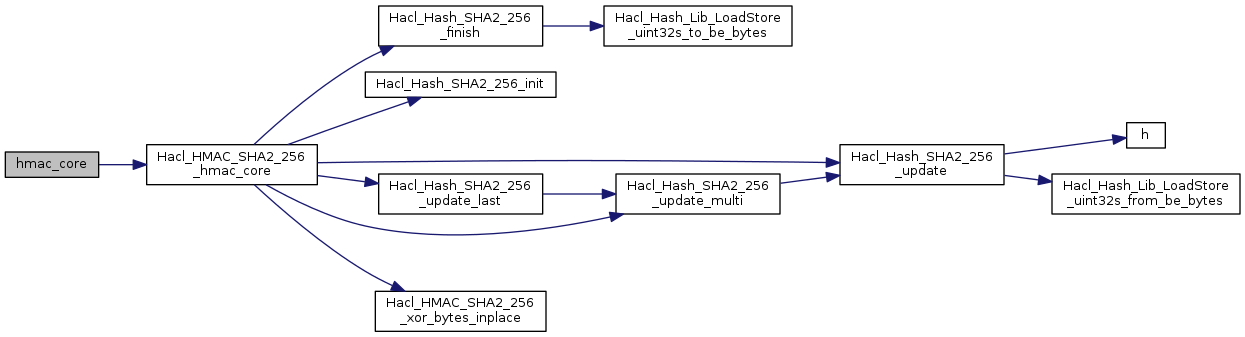 Hacl_Hash_SHA2_256
_finish
Hacl_Hash_Lib_LoadStore
_uint32s_to_be_bytes
Hacl_Hash_SHA2_256_init
hmac_core
Hacl_HMAC_SHA2_256
_hmac_core
Hacl_Hash_SHA2_256
_update_last
Hacl_Hash_SHA2_256
_update_multi
Hacl_Hash_SHA2_256
_update
h
Hacl_Hash_Lib_LoadStore
_uint32s_from_be_bytes
Hacl_HMAC_SHA2_256
_xor_bytes_inplace